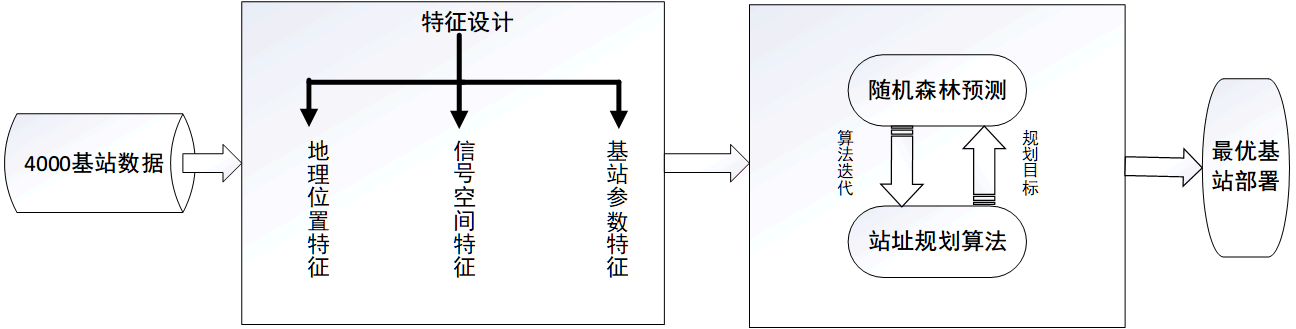 4000基站数据
特征设计
地理位置特征
信号空间特征
基站参数特征
随机森林预测
算法迭代
规划目标
站址规划算法
最优基
站部署